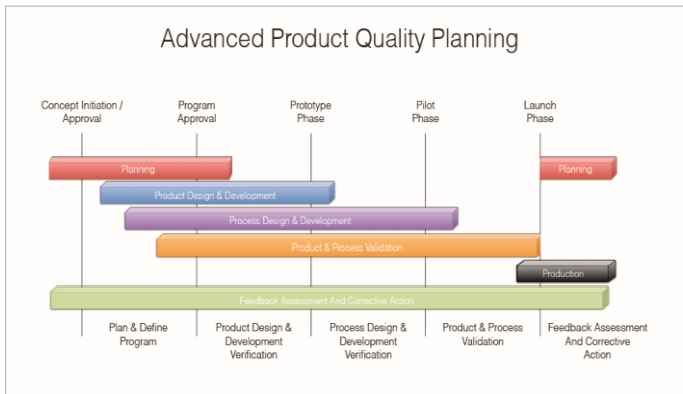 Advanced Product Quality Planning
Concept Initiation /
Approval
Program
Approval
Prototype
Phase
Pilot
Phase
Launch
Phase
Planning
Planning
Product Design & Development
Process Design & Development
Product & Process Validation
Production
Feedback Assessment And Corrective Action
Plan & Define
Program
Product Design &
Development
Verification
Process Design &
Development
Verification
Product & Process
Validation
Feedback Assessment
And Corrective
Action